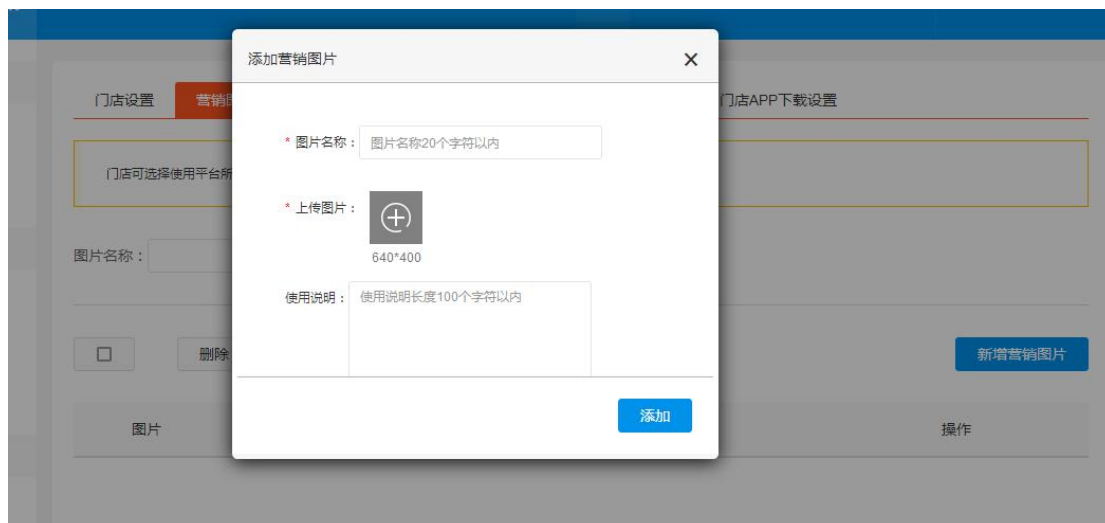 添加营销图片
门店设置
营销
门店APP下载设置
* 图片名称：
图片名称20个字符以内
门店可选择使用平台所
* 上传图片：
640*400
图片名称：
使用说明：
使用说明长度100个字符以内
删除
新增营销图片
添加
图片
操作